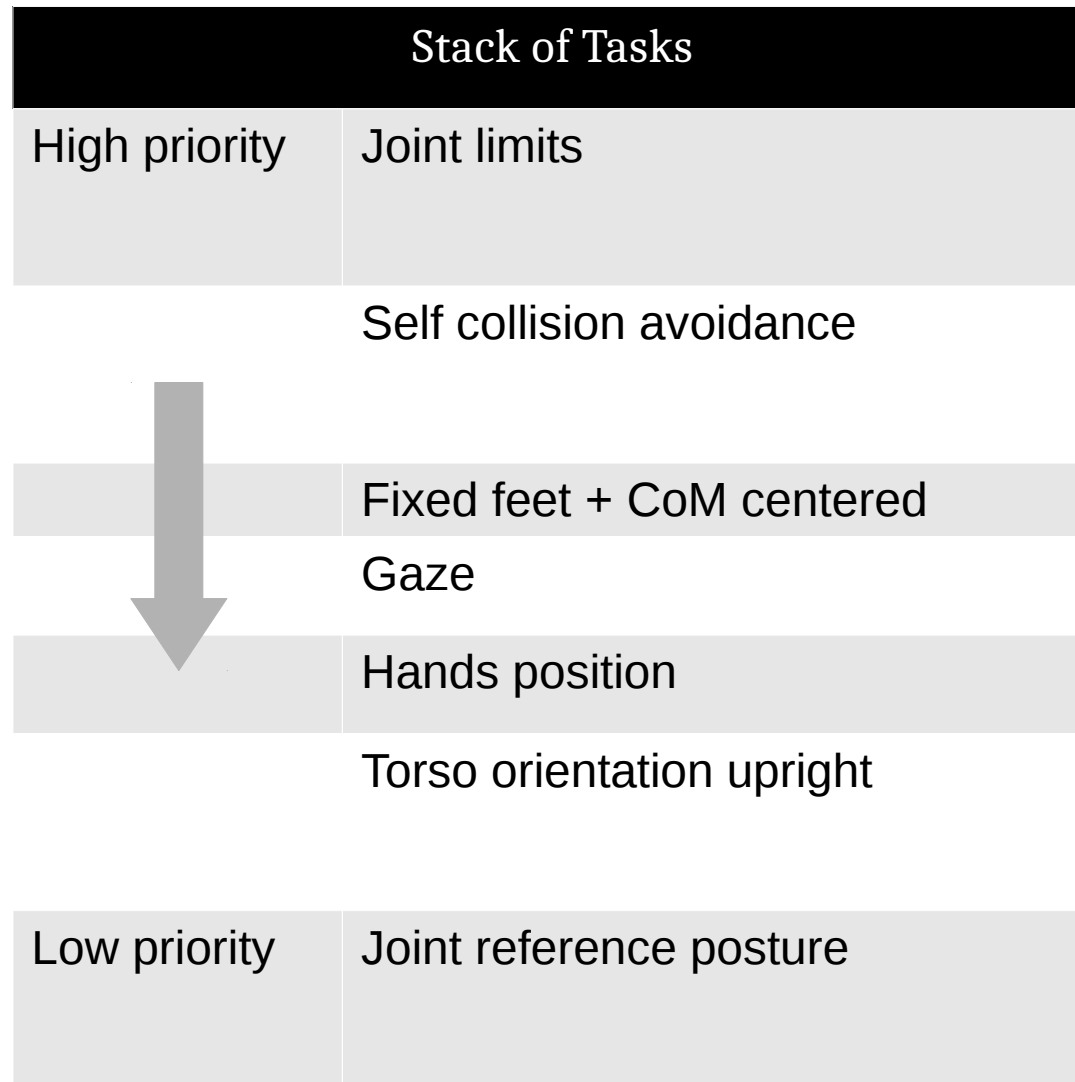 Stack of Tasks
High priority Joint limits
Self collision avoidance
Fixed feet + CoM centered
Gaze
Hands position
Torso orientation upright
Low priority Joint reference posture